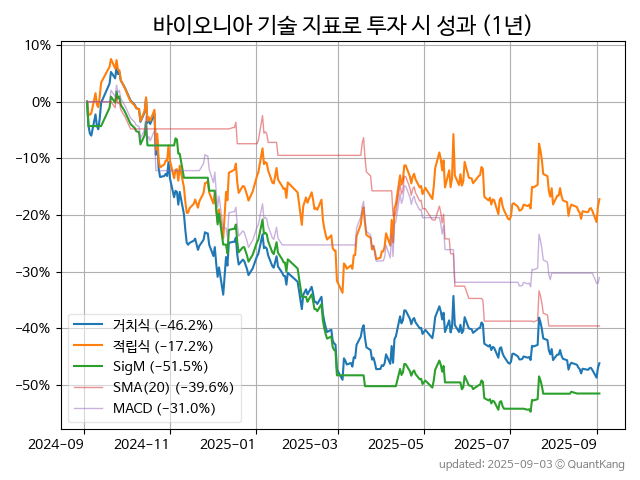 바이오니아 기술 지표로 투자 시 성과 (1년)
10%
0%
−10%
−20%
−30%
−40%
−50%
거치식 (−46.2%)
적립식 (−17.2%)
SigM (−51.5%)
SMA(20) (−39.6%)
MACD (−31.0%)
2024-09 2024-11 2025-01 2025-03 2025-05 2025-07 2025-09
updated: 2025-09-03 © QuantKang